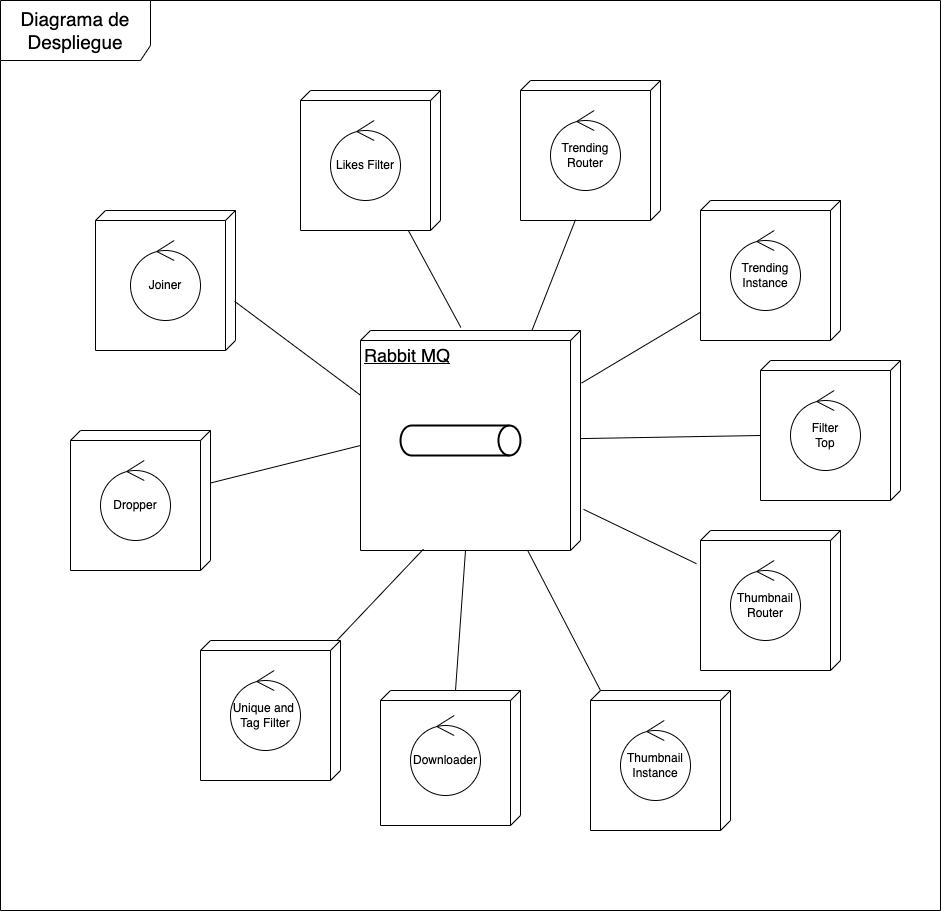 Diagrama de
Despliegue
Likes Filter
Trending
Router
Joiner
Trending
Instance
Rabbit MQ
Filter
Top
Dropper
Thumbnail
Router
Unique and
Tag Filter
Downloader
Thumbnail
Instance